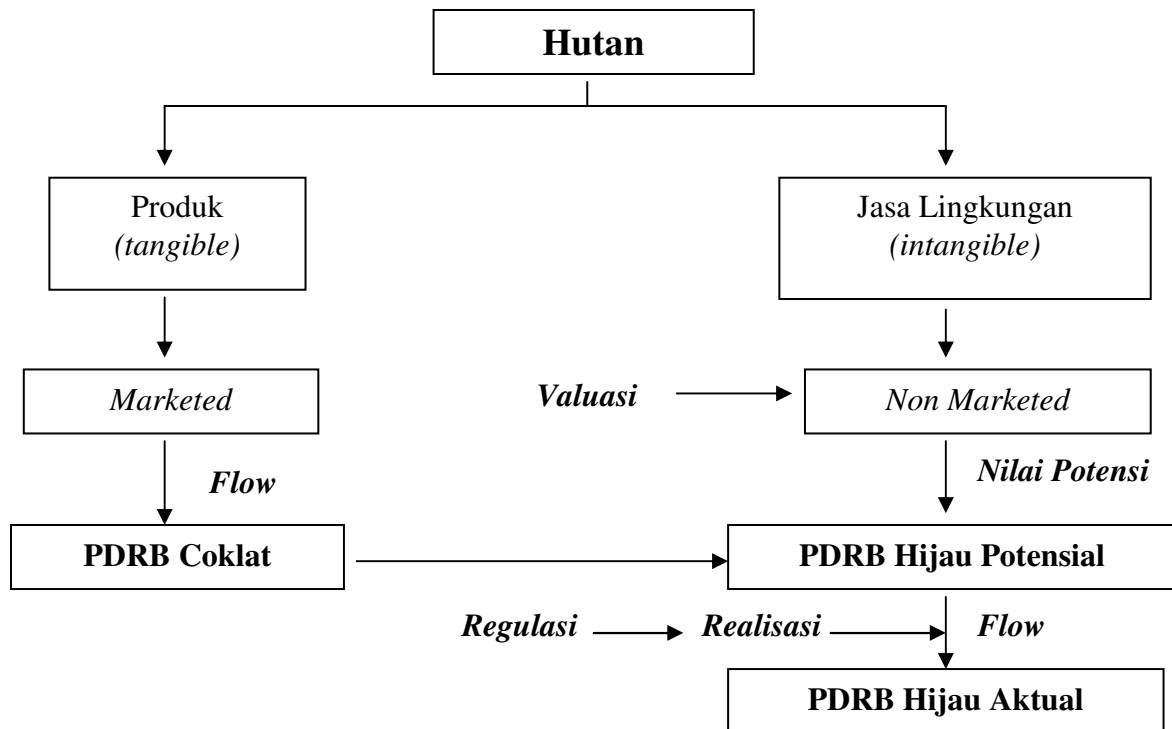 Hutan
Produk
(tangible)
Jasa Lingkungan
(intangible)
Marketed
Valuasi
Non Marketed
Flow
Nilai Potensi
PDRB Coklat
PDRB Hijau Potensial
Regulasi
Realisasi
Flow
PDRB Hijau Aktual